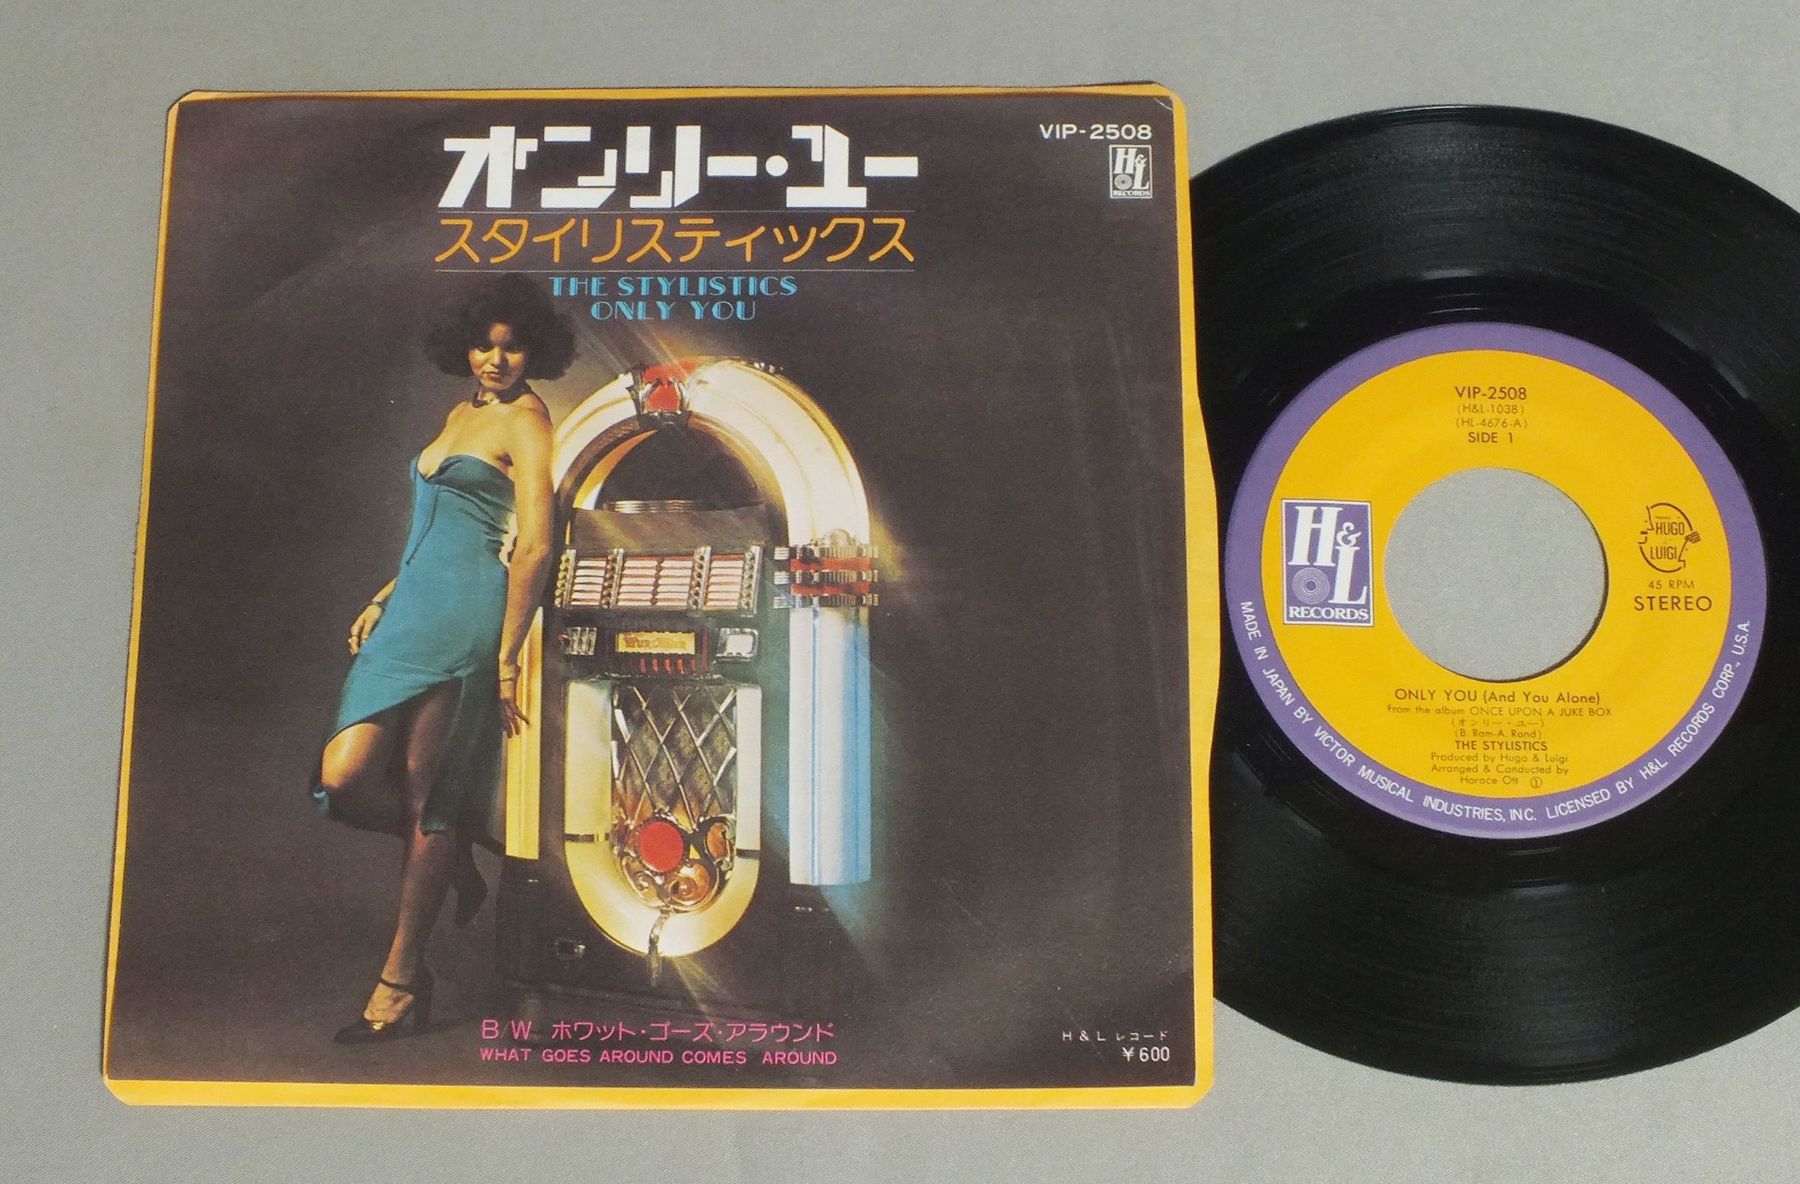 オンリー・ユー
スタイリスティックス
THE STYLISTICS
ONLY YOU
VIP-2508
H&L
RECORDS
B/W ホワット・ゴーズ・アラウンド
WHAT GOES AROUND COMES AROUND
H&Lレコード
¥600
VIP-2508
(H&L-1038)
(HL-4676-A)
SIDE 1
H&L
RECORDS
HUGO
LUIGI
45 RPM
STEREO
ONLY YOU (And You Alone)
From the album ONCE UPON A JUKE BOX
(オンリー・ユー)
(B. Ram-A. Rand)
THE STYLISTICS
Produced by Hugo & Luigi
Arranged & Conducted by
Horace Ott ①
MADE IN JAPAN BY VICTOR MUSICAL INDUSTRIES, INC. LICENSED BY H&L RECORDS CORP., U.S.A.